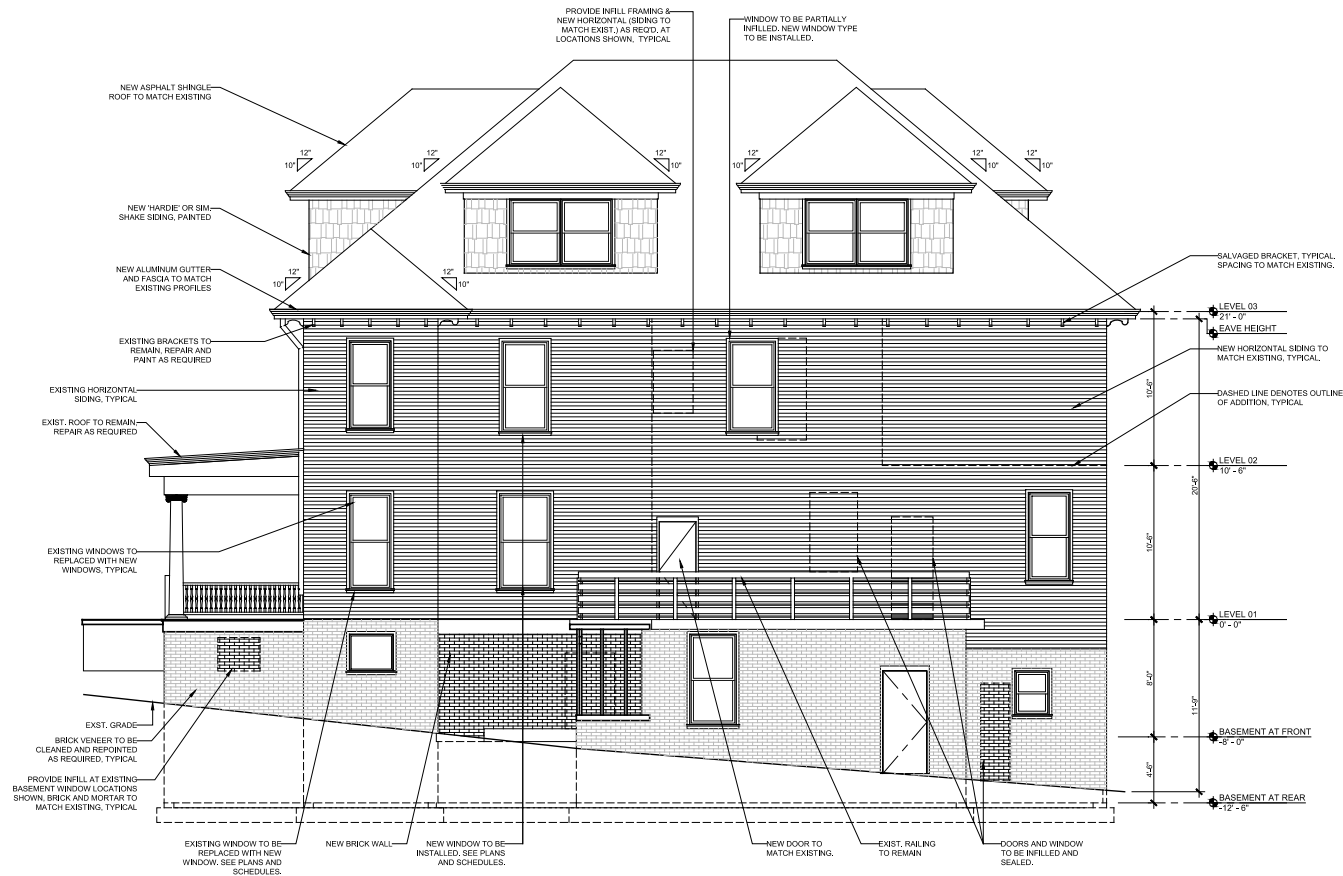 PROVIDE INFILL FRAMING &
NEW HORIZONTAL (SIDING TO
MATCH EXIST.) AS REQ'D. AT
LOCATIONS SHOWN, TYPICAL
WINDOW TO BE PARTIALLY
INFILLED. NEW WINDOW TYPE
TO BE INSTALLED.
NEW ASPHALT SHINGLE
ROOF TO MATCH EXISTING
12"
10"
12"
10"
12"
10"
12"
10"
12"
10"
12"
10"
NEW 'HARDIE' OR SIM.
SHAKE SIDING, PAINTED
NEW ALUMINUM GUTTER
AND FASCIA TO MATCH
EXISTING PROFILES
12"
10"
12"
10"
SALVAGED BRACKET, TYPICAL.
SPACING TO MATCH EXISTING.
LEVEL 03
21' - 0"
EAVE HEIGHT
EXISTING BRACKETS TO
REMAIN, REPAIR AND
PAINT AS REQUIRED
NEW HORIZONTAL SIDING TO
MATCH EXISTING, TYPICAL.
EXISTING HORIZONTAL
SIDING, TYPICAL
10'-6"
DASHED LINE DENOTES OUTLINE
OF ADDITION, TYPICAL
EXIST. ROOF TO REMAIN,
REPAIR AS REQUIRED
LEVEL 02
10' - 6"
20'-6"
EXISTING WINDOWS TO
REPLACED WITH NEW
WINDOWS, TYPICAL
10'-6"
LEVEL 01
0' - 0"
8'-0"
11'-9"
EXST. GRADE
BRICK VENEER TO BE
CLEANED AND REPOINTED
AS REQUIRED, TYPICAL
BASEMENT AT FRONT
-8' - 0"
PROVIDE INFILL AT EXISTING
BASEMENT WINDOW LOCATIONS
SHOWN, BRICK AND MORTAR TO
MATCH EXISTING, TYPICAL
4'-6"
BASEMENT AT REAR
-12' - 6"
EXISTING WINDOW TO BE
REPLACED WITH NEW
WINDOW. SEE PLANS AND
SCHEDULES.
NEW BRICK WALL
NEW WINDOW TO BE
INSTALLED. SEE PLANS
AND SCHEDULES.
NEW DOOR TO
MATCH EXISTING.
EXIST. RAILING
TO REMAIN
DOORS AND WINDOW
TO BE INFILLED AND
SEALED.